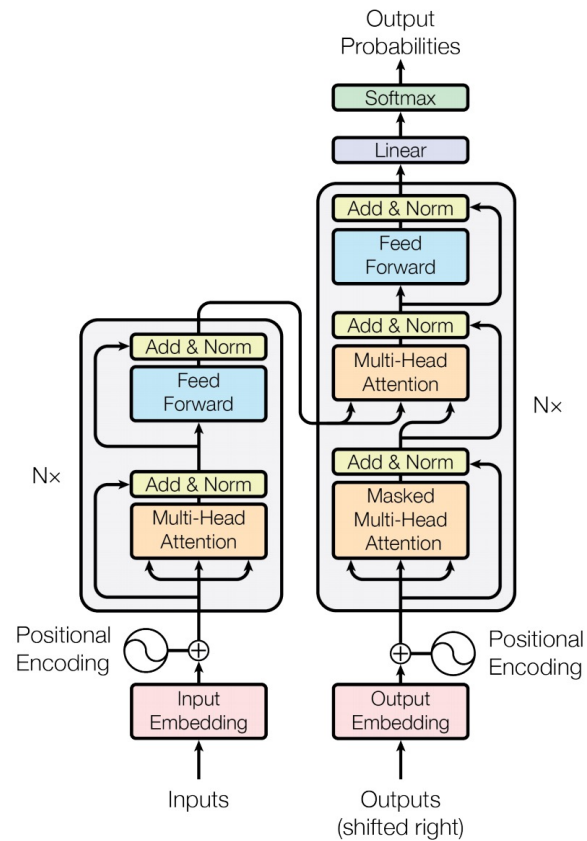 Output
Probabilities
Softmax
Linear
Add & Norm
Feed
Forward
Add & Norm
Multi-Head
Attention
Add & Norm
Masked
Multi-Head
Attention
N×
Add & Norm
Feed
Forward
Add & Norm
Multi-Head
Attention
N×
Positional
Encoding
Positional
Encoding
Input
Embedding
Output
Embedding
Inputs
Outputs
(shifted right)